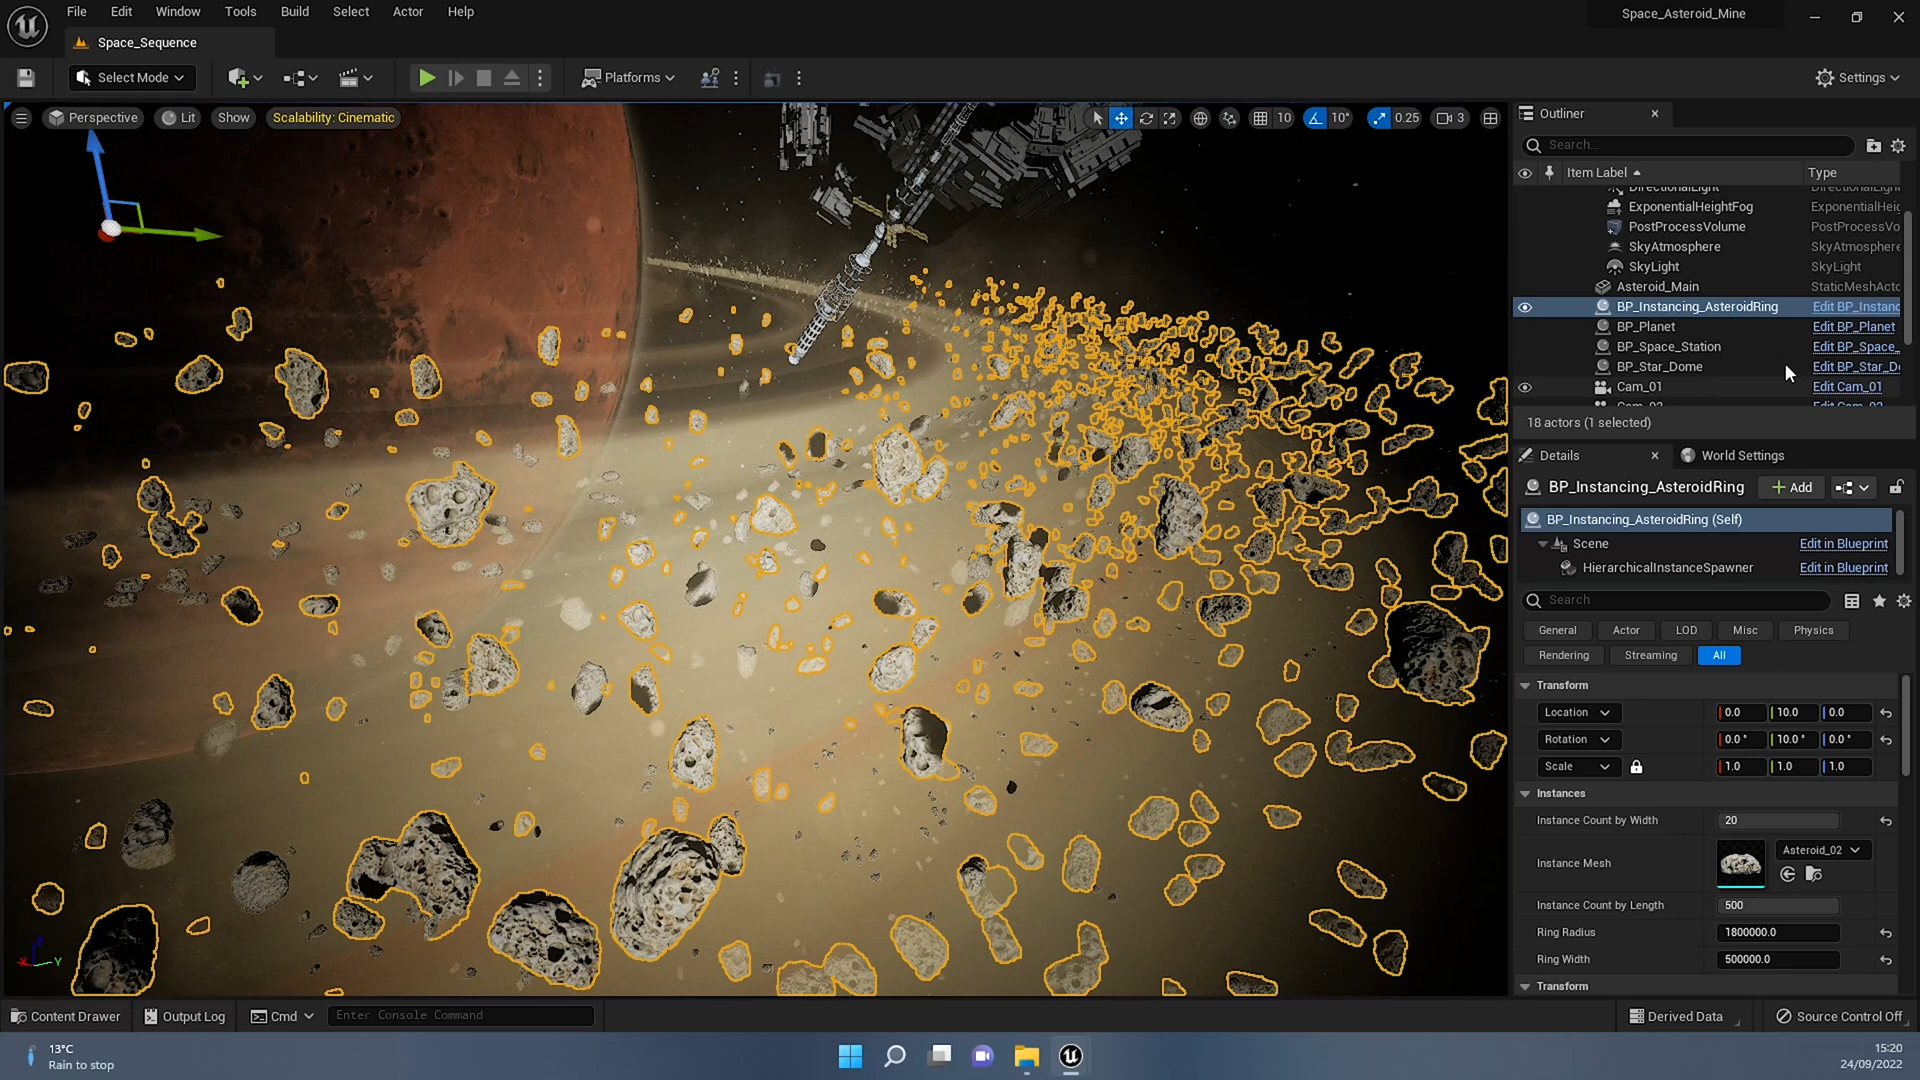 File Edit Window Tools Build Select Actor Help
Space_Asteroid_Mine
Space_Sequence
Select Mode
Platforms
Settings
Perspective Lit Show Scalability: Cinematic
10 10° 0.25 3
Outliner
Search...
Item Label Type
DirectionalLight
ExponentialHeightFog ExponentialHeig
PostProcessVolume PostProcessVo
SkyAtmosphere SkyAtmosphere
SkyLight SkyLight
Asteroid_Main StaticMeshActo
BP_Instancing_AsteroidRing Edit BP_Instanc
BP_Planet Edit BP_Planet
BP_Space_Station Edit BP_Space_
BP_Star_Dome Edit BP_Star_Do
Cam_01 Edit Cam_01
18 actors (1 selected)
Details World Settings
BP_Instancing_AsteroidRing Add
BP_Instancing_AsteroidRing (Self)
Scene Edit in Blueprint
HierarchicalInstanceSpawner Edit in Blueprint
Search
General Actor LOD Misc Physics
Rendering Streaming All
Transform
Location 0.0 10.0 0.0
Rotation 0.0° 10.0° 0.0°
Scale 1.0 1.0 1.0
Instances
Instance Count by Width 20
Instance Mesh Asteroid_02
Instance Count by Length 500
Ring Radius 1800000.0
Ring Width 500000.0
Transform
X Y
Content Drawer Output Log Cmd Enter Console Command Derived Data Source Control Off
13°C
Rain to stop
15:20
24/09/2022